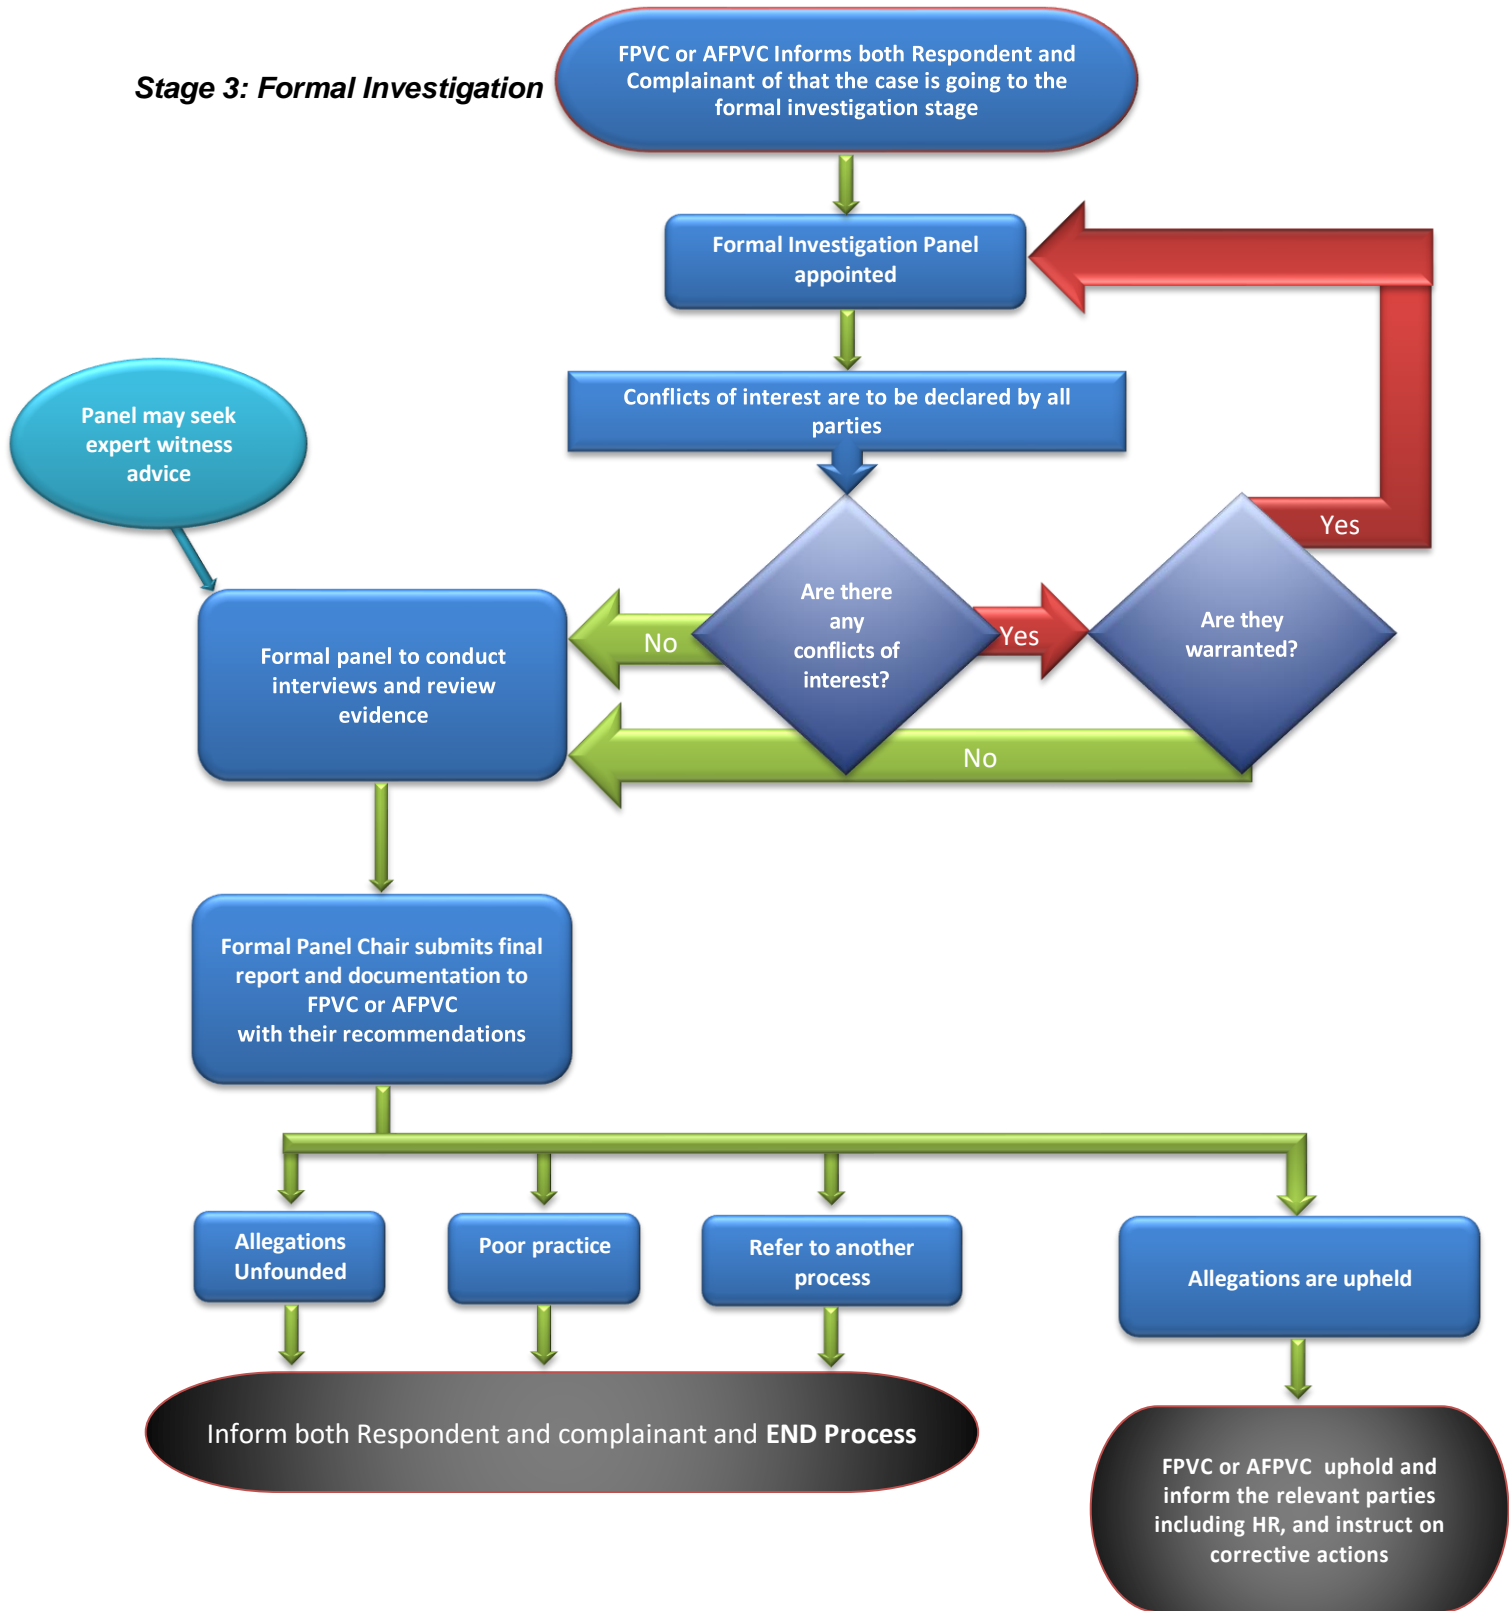 Stage 3: Formal Investigation
FPVC or AFPVC Informs both Respondent and
Complainant of that the case is going to the
formal investigation stage
Formal Investigation Panel
appointed
Conflicts of interest are to be declared by all
parties
Panel may seek
expert witness
advice
Yes
Are there
any
conflicts of
interest?
Yes
Are they
warranted?
No
Formal panel to conduct
interviews and review
evidence
No
Formal Panel Chair submits final
report and documentation to
FPVC or AFPVC
with their recommendations
Allegations
Unfounded
Poor practice
Refer to another
process
Allegations are upheld
Inform both Respondent and complainant and END Process
FPVC or AFPVC uphold and
inform the relevant parties
including HR, and instruct on
corrective actions